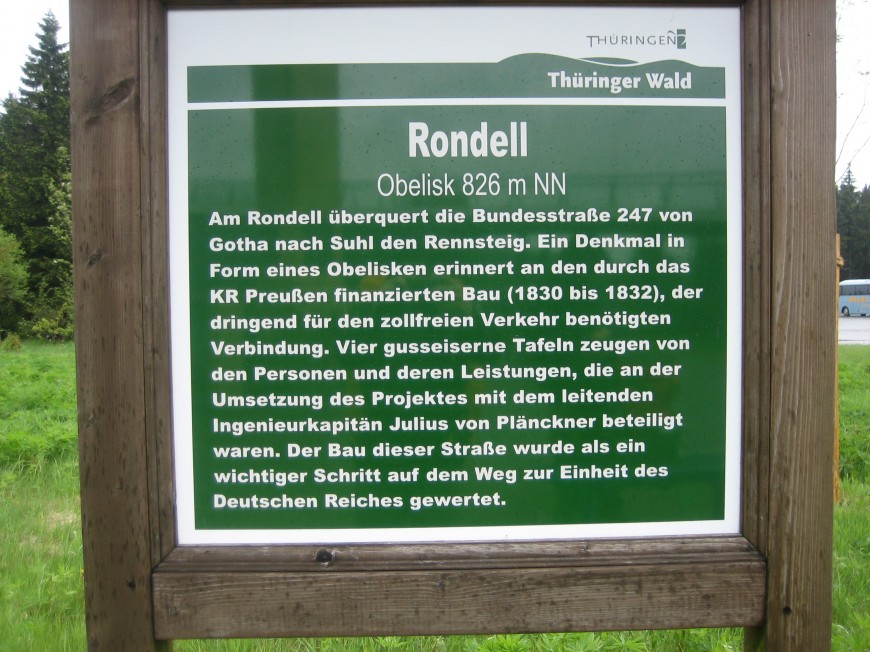 THÜRINGEN
Thüringer Wald
Rondell
Obelisk 826 m NN
Am Rondell überquert die Bundesstraße 247 von
Gotha nach Suhl den Rennsteig. Ein Denkmal in
Form eines Obelisken erinnert an den durch das
KR Preußen finanzierten Bau (1830 bis 1832), der
dringend für den zollfreien Verkehr benötigten
Verbindung. Vier gusseiserne Tafeln zeugen von
den Personen und deren Leistungen, die an der
Umsetzung des Projektes mit dem leitenden
Ingenieurkapitän Julius von Plänckner beteiligt
waren. Der Bau dieser Straße wurde als ein
wichtiger Schritt auf dem Weg zur Einheit des
Deutschen Reiches gewertet.